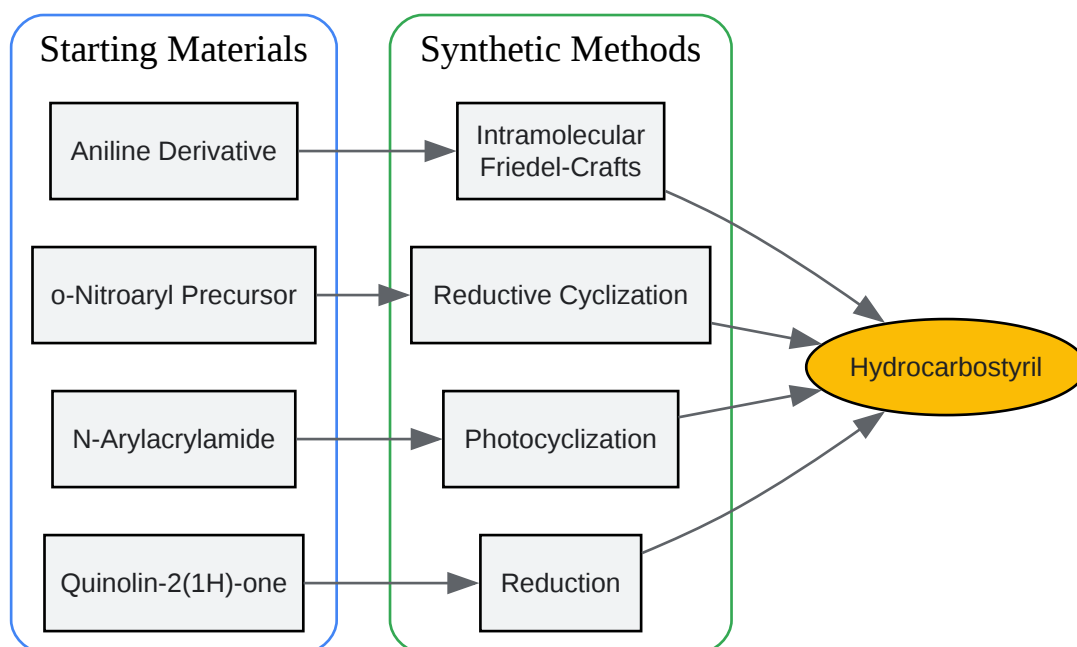 Starting Materials
Synthetic Methods
Aniline Derivative
Intramolecular
Friedel-Crafts
o-Nitroaryl Precursor
Reductive Cyclization
Hydrocarbostyril
N-Arylacrylamide
Photocyclization
Quinolin-2(1H)-one
Reduction